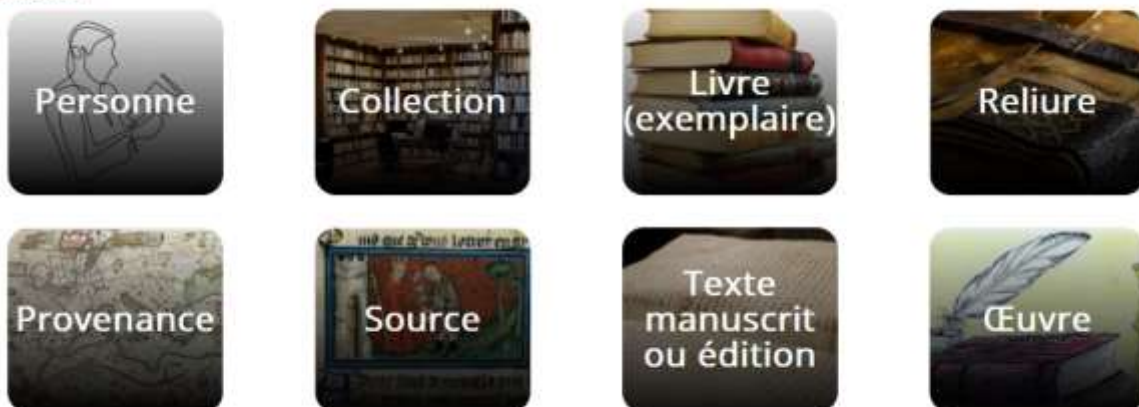 Personne
Collection
Livre
(exemplaire)
Reliure
Provenance
Source
Texte
manuscrit
ou édition
Œuvre